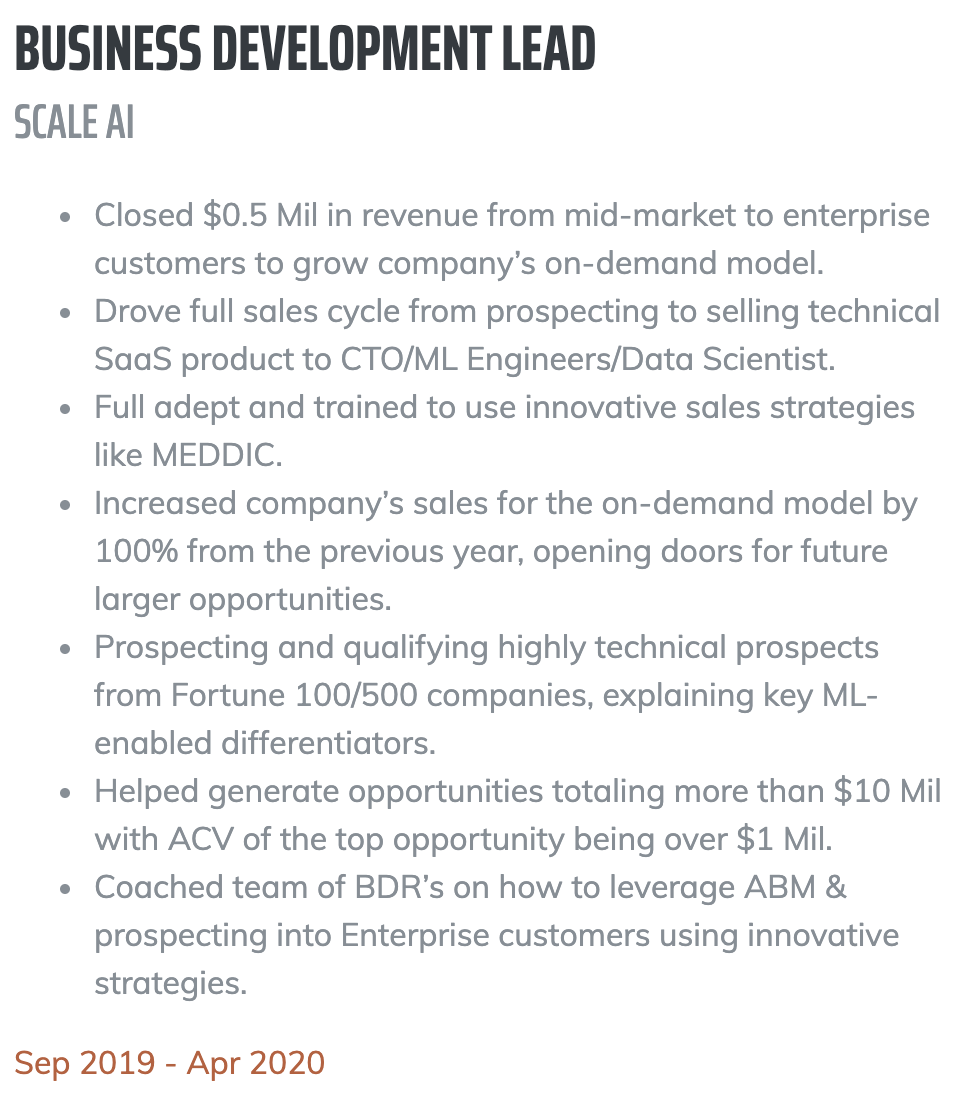 BUSINESS DEVELOPMENT LEAD
SCALE AI
• Closed $0.5 Mil in revenue from mid-market to enterprise
customers to grow company’s on-demand model.
• Drove full sales cycle from prospecting to selling technical
SaaS product to CTO/ML Engineers/Data Scientist.
• Full adept and trained to use innovative sales strategies
like MEDDIC.
• Increased company’s sales for the on-demand model by
100% from the previous year, opening doors for future
larger opportunities.
• Prospecting and qualifying highly technical prospects
from Fortune 100/500 companies, explaining key ML-
enabled differentiators.
• Helped generate opportunities totaling more than $10 Mil
with ACV of the top opportunity being over $1 Mil.
• Coached team of BDR’s on how to leverage ABM &
prospecting into Enterprise customers using innovative
strategies.
Sep 2019 - Apr 2020